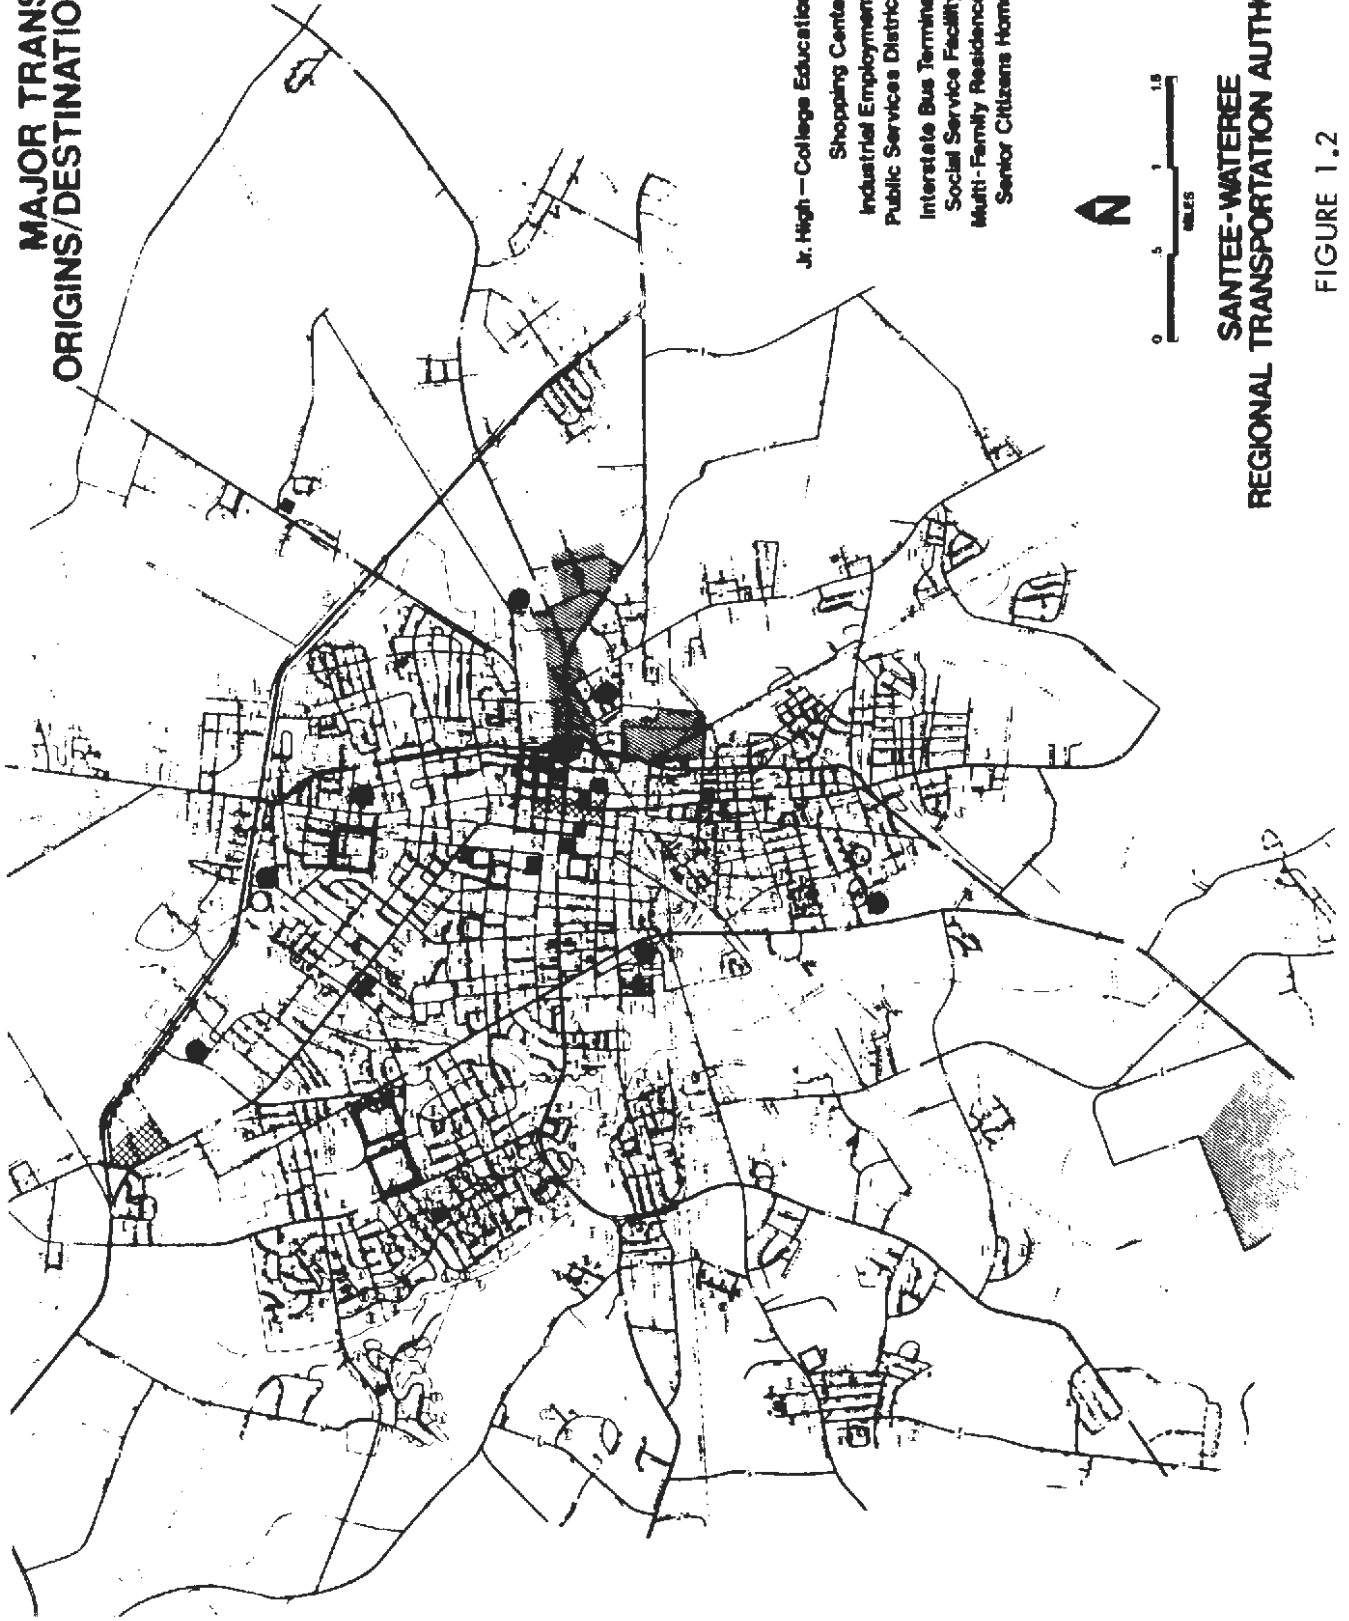 MAJOR TRANS
ORIGINS/DESTINATIO
Jr. High—College Educatio
Shopping Cente
Industrial Employmen
Public Services Distric
Interstate Bus Termina
Social Service Facility
Multi-Family Residenc
Senior Citizens Hom
N
0 .5 1 1.5
MILES
SANTEE-WATEREE
REGIONAL TRANSPORTATION AUTH
FIGURE 1.2